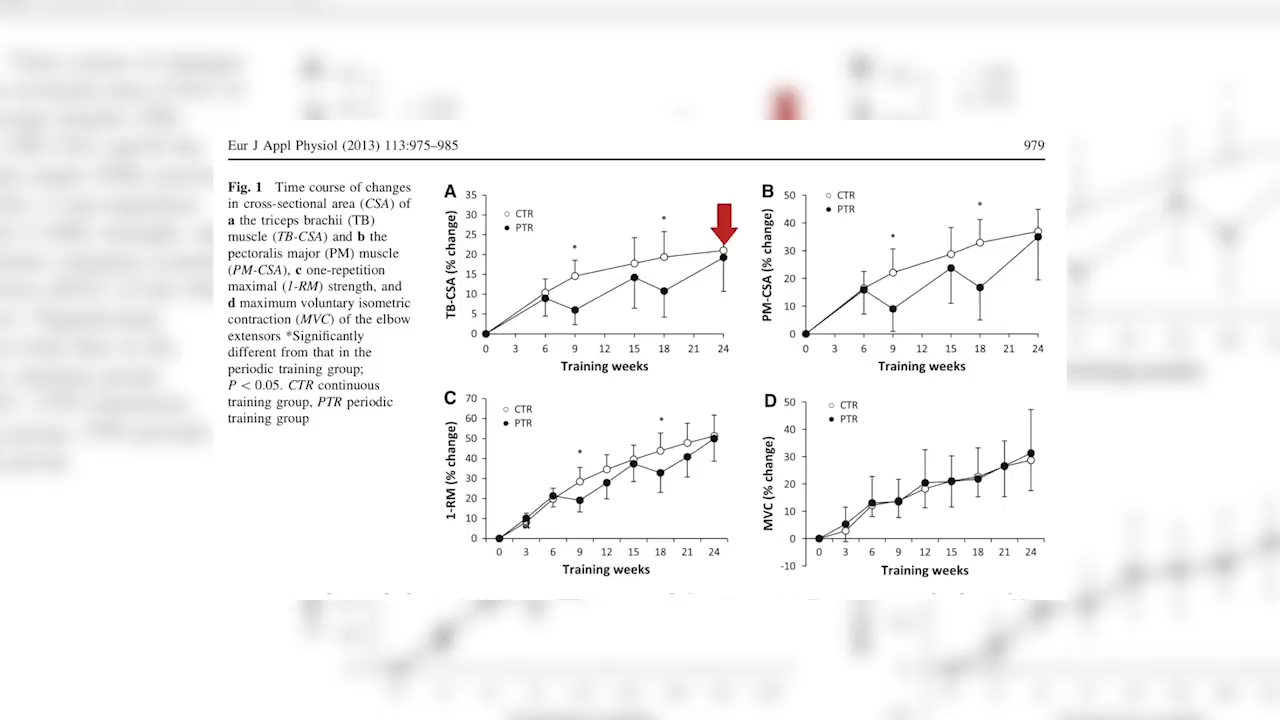 Eur J Appl Physiol (2013) 113:975–985
979
Fig. 1 Time course of changes
in cross-sectional area (CSA) of
a the triceps brachii (TB)
muscle (TB-CSA) and b the
pectoralis major (PM) muscle
(PM-CSA), c one-repetition
maximal (1-RM) strength, and
d maximum voluntary isometric
contraction (MVC) of the elbow
extensors *Significantly
different from that in the
periodic training group;
P < 0.05. CTR continuous
training group, PTR periodic
training group
A
TB-CSA (% change)
35
30
25
20
15
10
5
0
CTR
PTR
*
*
0 3 6 9 12 15 18 21 24
Training weeks
B
PM-CSA (% change)
50
40
30
20
10
0
CTR
PTR
*
*
0 3 6 9 12 15 18 21 24
Training weeks
C
1-RM (% change)
70
60
50
40
30
20
10
0
CTR
PTR
*
*
0 3 6 9 12 15 18 21 24
Training weeks
D
MVC (% change)
50
40
30
20
10
0
-10
CTR
PTR
0 3 6 9 12 15 18 21 24
Training weeks